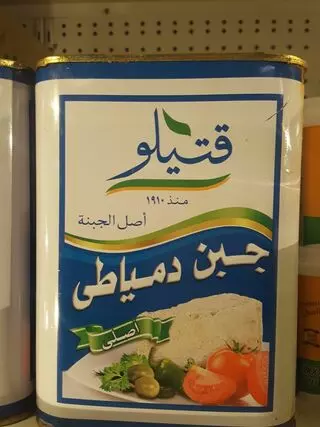 قتيلو
منذ ١٩١٠
أصل الجبنة
جبن دمياطى
أصلى